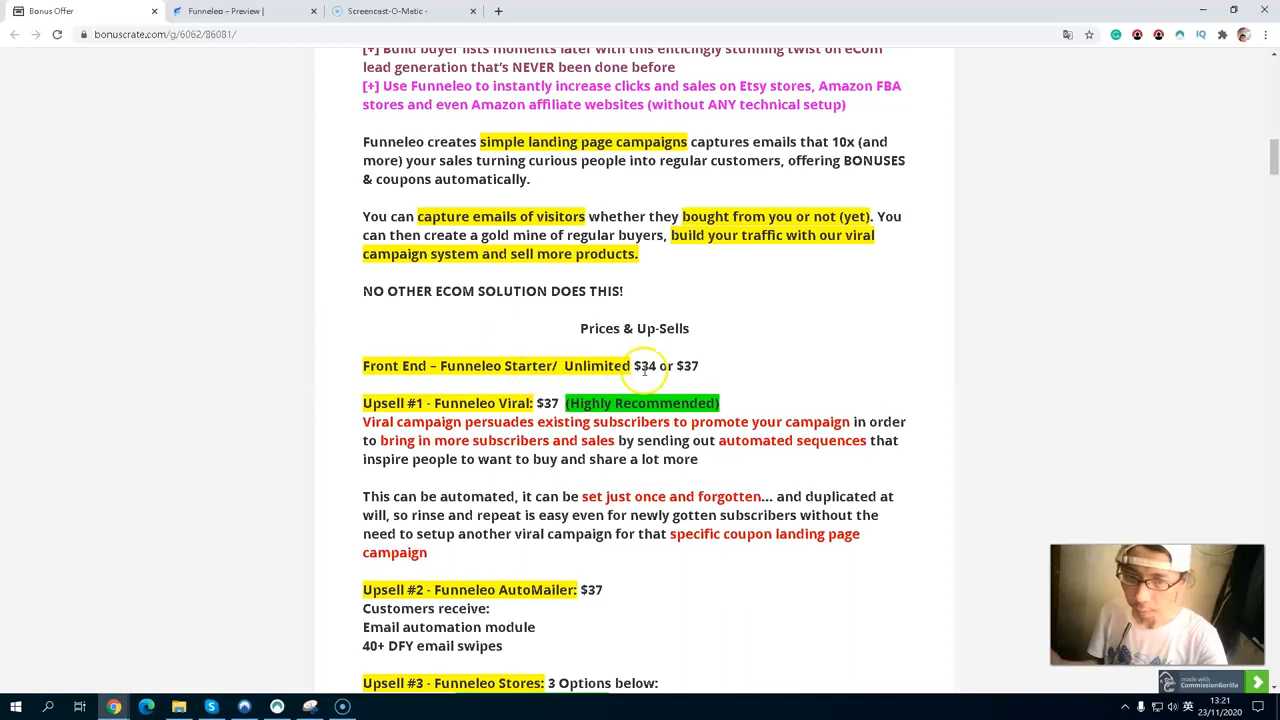 Bonus Offer
Funneleo – Preview |
Screencast-O-Matic -
bonuscrate.com/g/6062/86081/
[+] Build buyer lists moments later with this enticingly stunning twist on eCom
lead generation that's NEVER been done before
[+] Use Funneleo to instantly increase clicks and sales on Etsy stores, Amazon FBA
stores and even Amazon affiliate websites (without ANY technical setup)
Funneleo creates simple landing page campaigns captures emails that 10x (and
more) your sales turning curious people into regular customers, offering BONUSES
& coupons automatically.
You can capture emails of visitors whether they bought from you or not (yet). You
can then create a gold mine of regular buyers, build your traffic with our viral
campaign system and sell more products.
NO OTHER ECOM SOLUTION DOES THIS!
Prices & Up-Sells
Front End – Funneleo Starter/ Unlimited $34 or $37
Upsell #1 - Funneleo Viral: $37 (Highly Recommended)
Viral campaign persuades existing subscribers to promote your campaign in order
to bring in more subscribers and sales by sending out automated sequences that
inspire people to want to buy and share a lot more
This can be automated, it can be set just once and forgotten... and duplicated at
will, so rinse and repeat is easy even for newly gotten subscribers without the
need to setup another viral campaign for that specific coupon landing page
campaign
Upsell #2 - Funneleo AutoMailer: $37
Customers receive:
Email automation module
40+ DFY email swipes
Upsell #3 - Funneleo Stores: 3 Options below:
made with
CommissionGorilla
英
13:21
23/11/2020